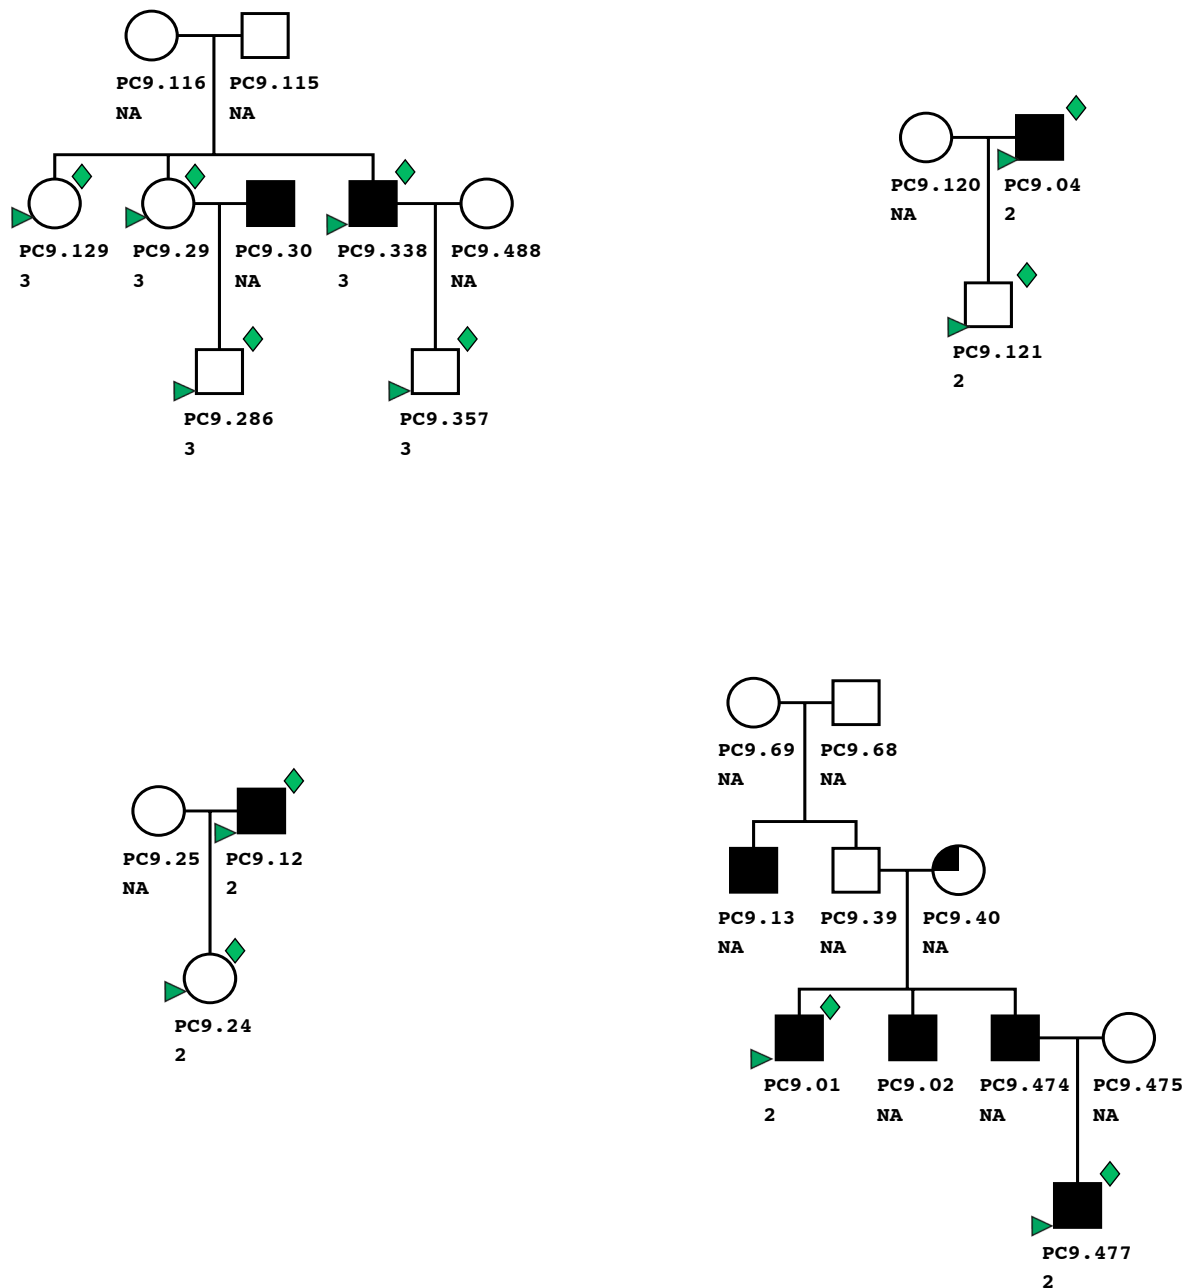 PC9.116 PC9.115
NA NA
PC9.129 PC9.29 PC9.30 PC9.338 PC9.488
3 3 NA 3 NA
PC9.286 PC9.357
3 3
PC9.120 PC9.04
NA 2
PC9.121
2
PC9.25 PC9.12
NA 2
PC9.24
2
PC9.69 PC9.68
NA NA
PC9.13 PC9.39 PC9.40
NA NA NA
PC9.01 PC9.02 PC9.474 PC9.475
2 NA NA NA
PC9.477
2